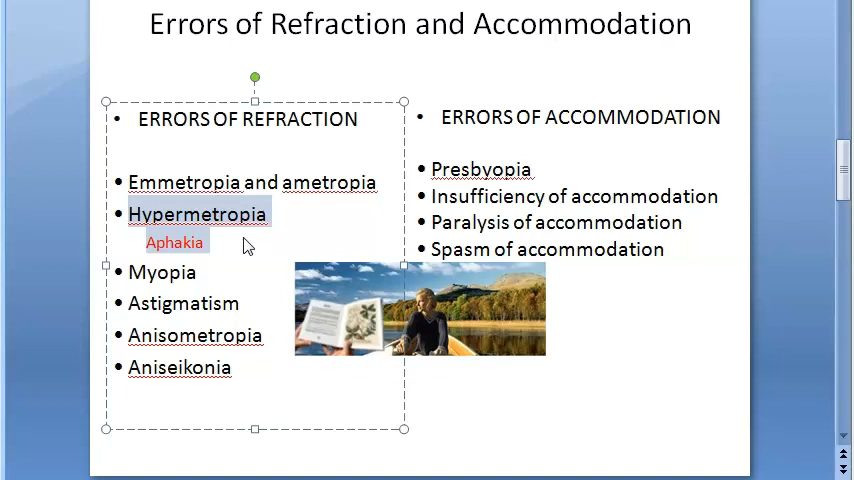 Errors of Refraction and Accommodation
• ERRORS OF REFRACTION
• Emmetropia and ametropia
• Hypermetropia
Aphakia
• Myopia
• Astigmatism
• Anisometropia
• Aniseikonia
• ERRORS OF ACCOMMODATION
• Presbyopia
• Insufficiency of accommodation
• Paralysis of accommodation
• Spasm of accommodation